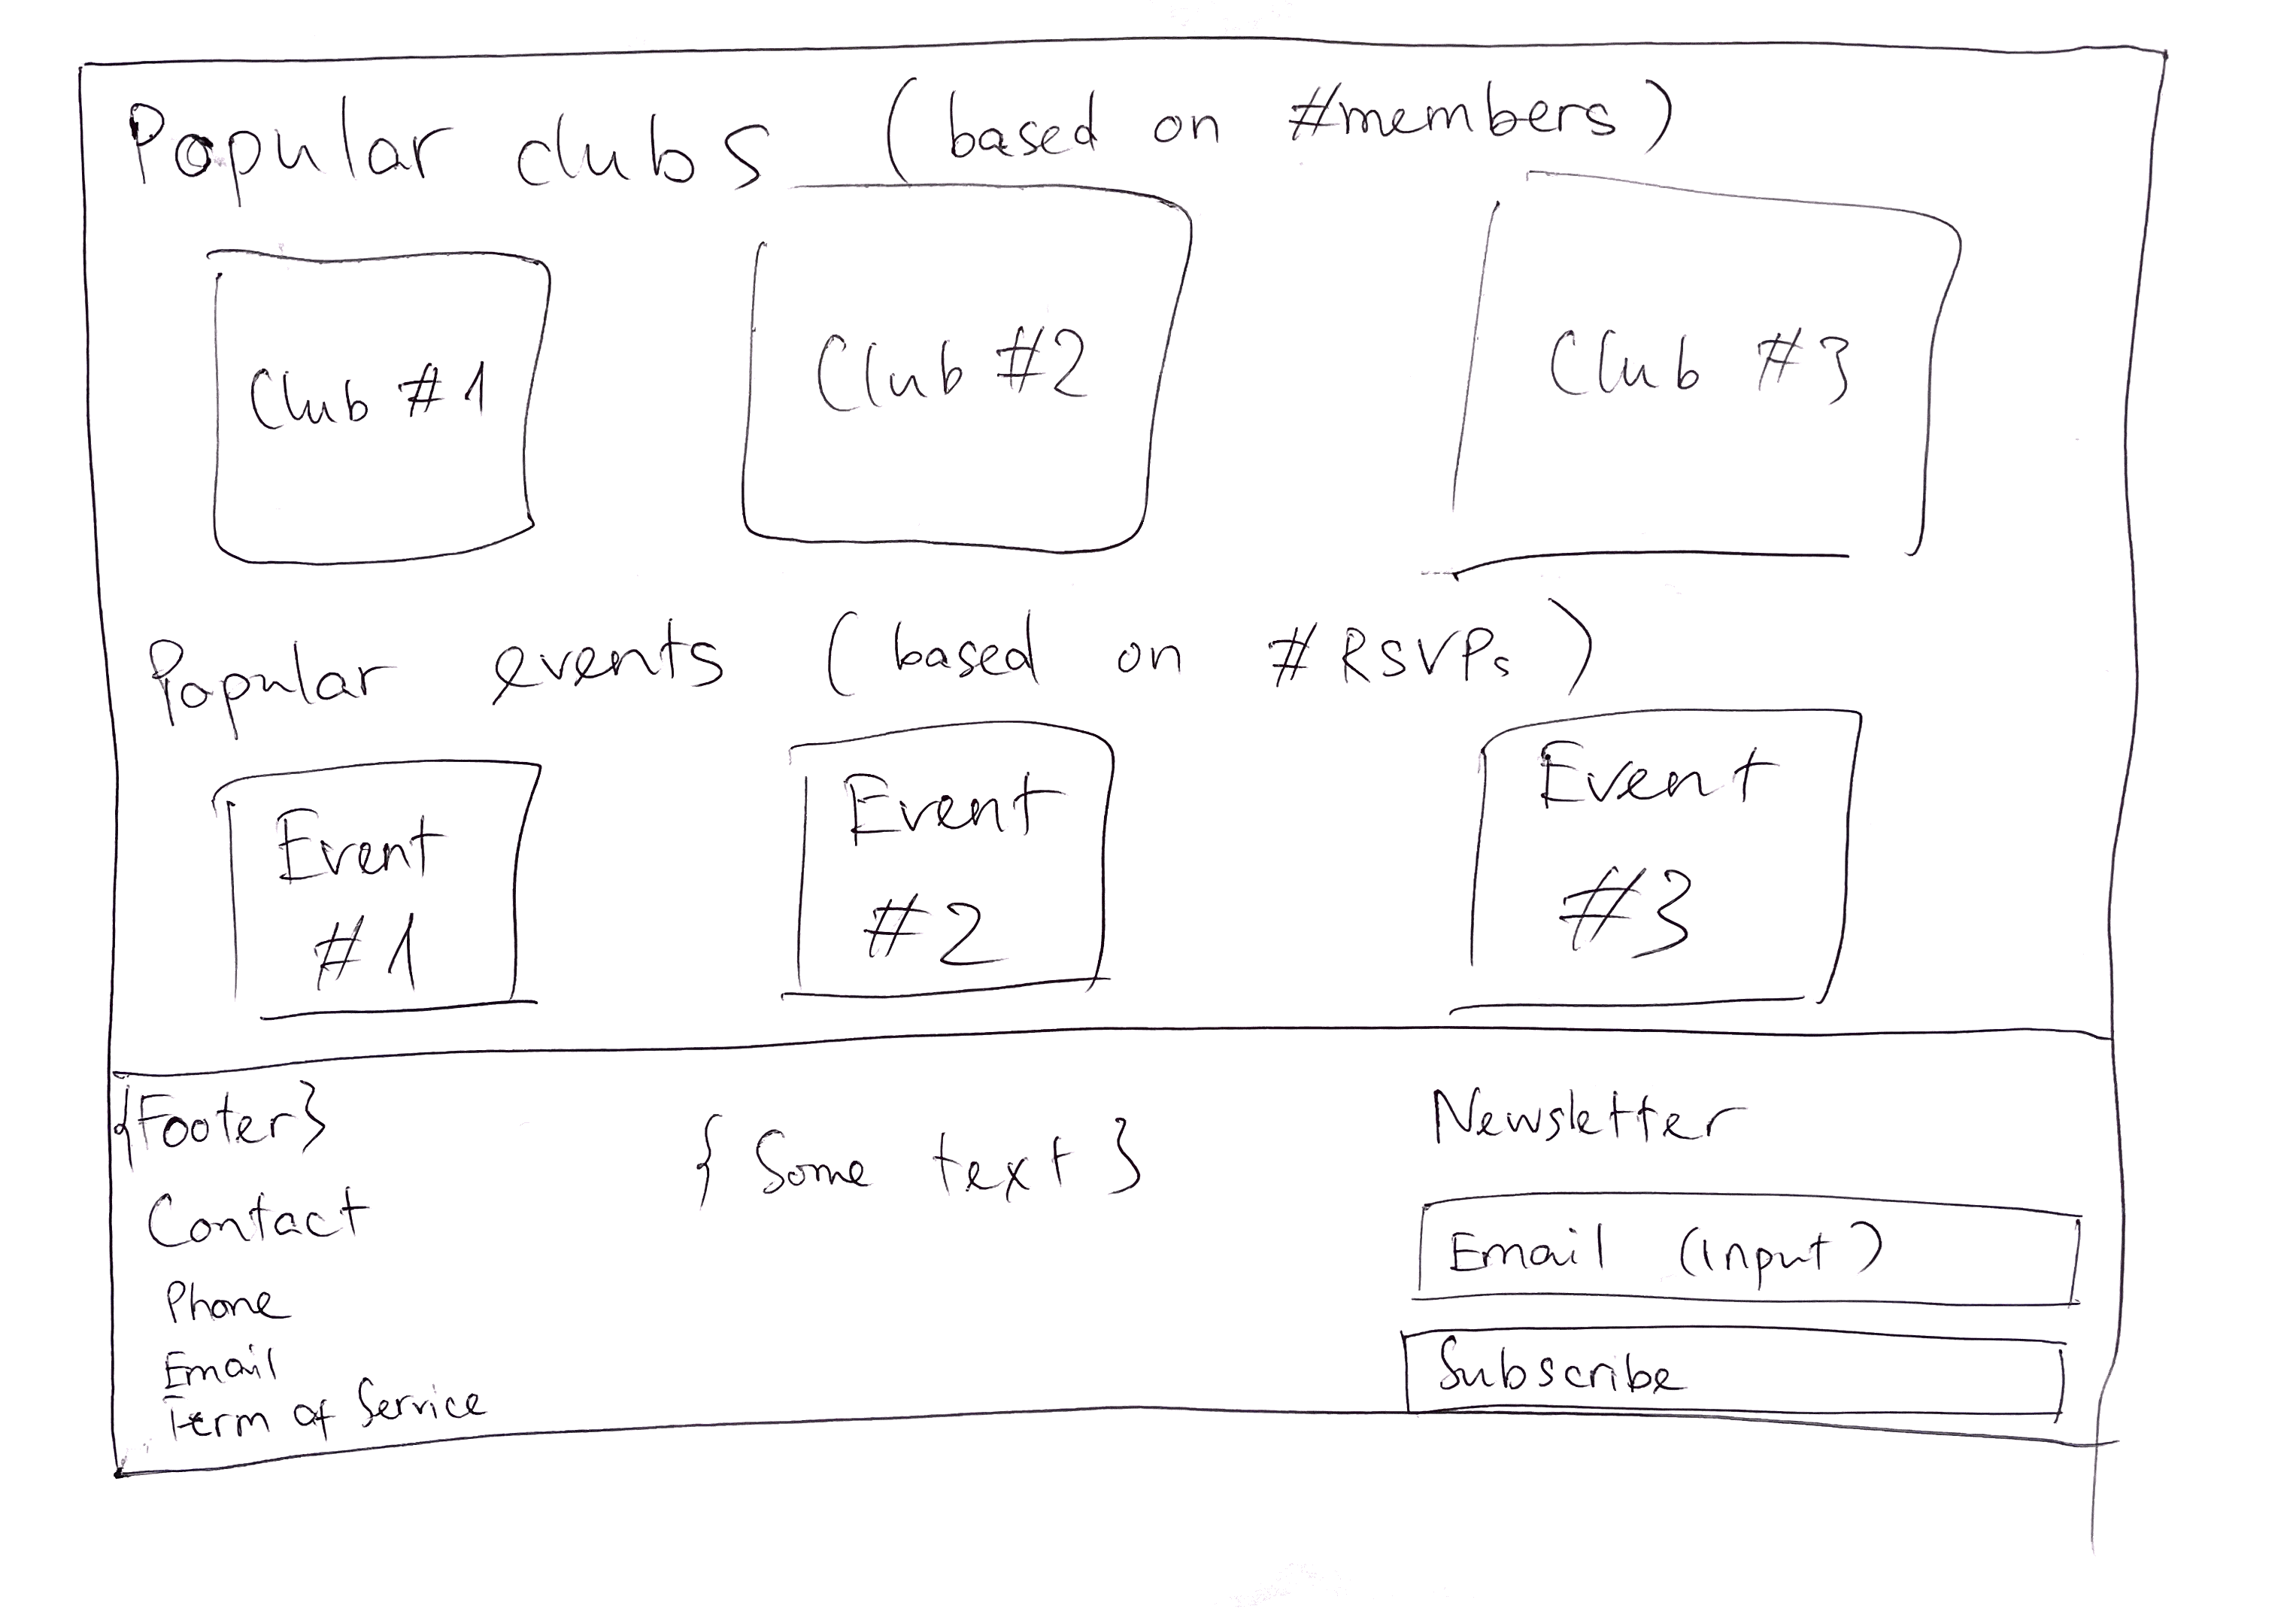 Popular clubs (based on #members)
Club #1
Club #2
Club #3
Popular events (based on #RSVPs)
Event
#1
Event
#2
Event
#3
{Footer}
Contact
Phone
Email
Term of Service
{ Some text }
Newsletter
Email (input)
Subscribe